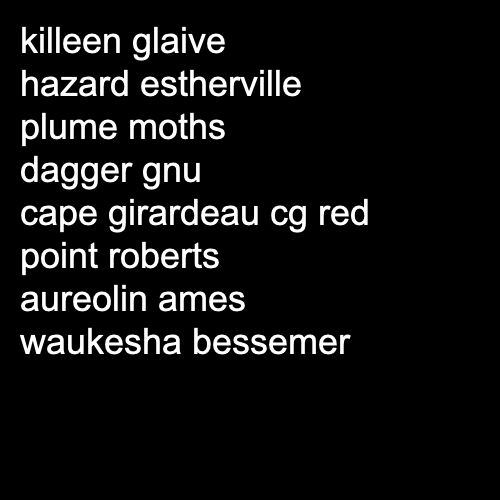 killeen glaive
hazard estherville
plume moths
dagger gnu
cape girardeau cg red
point roberts
aureolin ames
waukesha bessemer